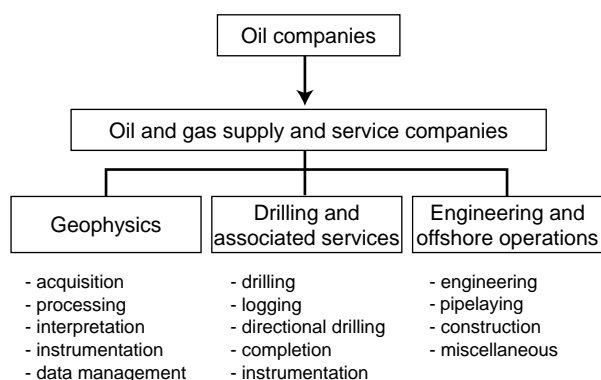 Oil companies
Oil and gas supply and service companies
Geophysics
Drilling and
associated services
Engineering and
offshore operations
- acquisition
- processing
- interpretation
- instrumentation
- data management
- drilling
- logging
- directional drilling
- completion
- instrumentation
- engineering
- pipelaying
- construction
- miscellaneous